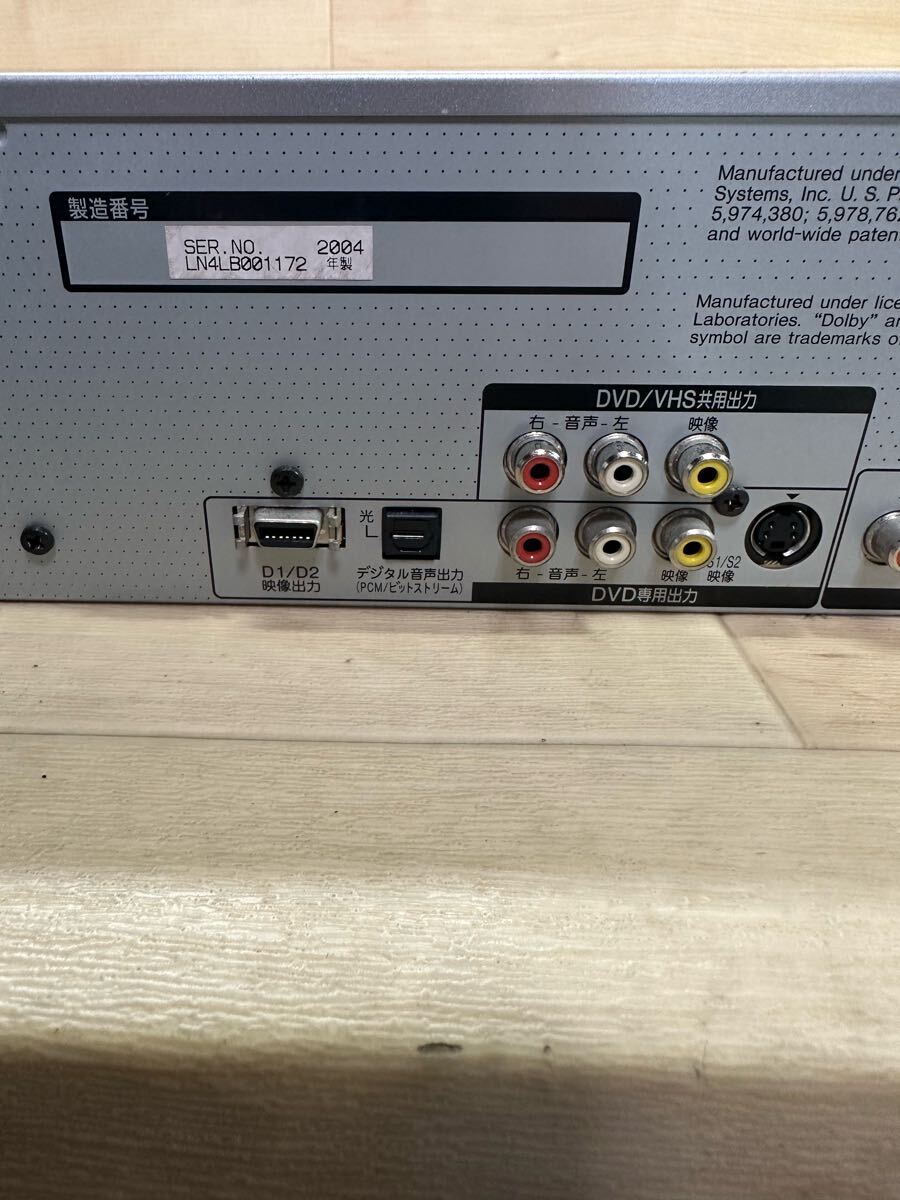 製造番号
SER.NO. 2004
LN4LB001172 年製
Manufactured under
Systems, Inc. U.S. P
5,974,380; 5,978,762
and world-wide paten
Manufactured under lice
Laboratories. “Dolby” an
symbol are trademarks o
DVD/VHS共用出力
右-音声-左 映像
光
D1/D2
映像出力
デジタル音声出力
(PCM/ビットストリーム)
右-音声-左 映像
S1/S2
映像
DVD専用出力